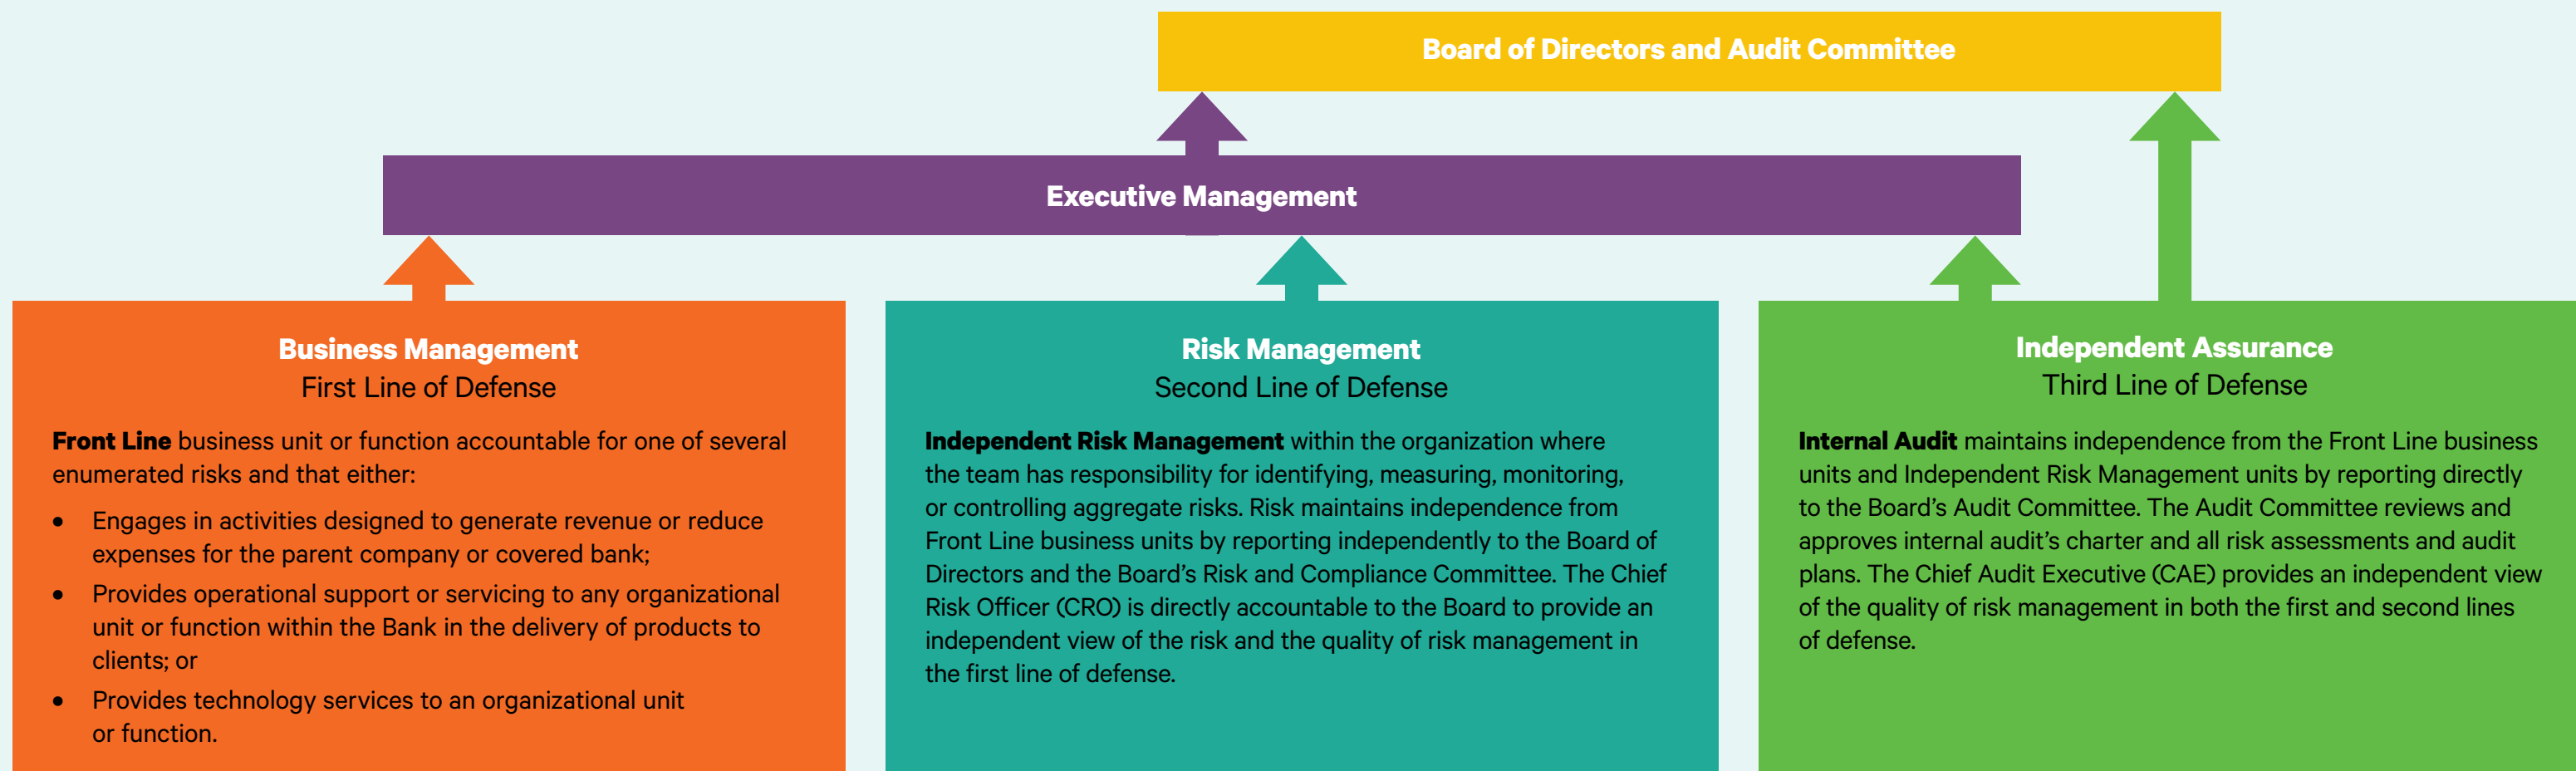 Board of Directors and Audit Committee
Executive Management
Business Management
First Line of Defense
Front Line business unit or function accountable for one of several
enumerated risks and that either:
• Engages in activities designed to generate revenue or reduce
expenses for the parent company or covered bank;
• Provides operational support or servicing to any organizational
unit or function within the Bank in the delivery of products to
clients; or
• Provides technology services to an organizational unit
or function.
Risk Management
Second Line of Defense
Independent Risk Management within the organization where
the team has responsibility for identifying, measuring, monitoring,
or controlling aggregate risks. Risk maintains independence from
Front Line business units by reporting independently to the Board of
Directors and the Board’s Risk and Compliance Committee. The Chief
Risk Officer (CRO) is directly accountable to the Board to provide an
independent view of the risk and the quality of risk management in
the first line of defense.
Independent Assurance
Third Line of Defense
Internal Audit maintains independence from the Front Line business
units and Independent Risk Management units by reporting directly
to the Board’s Audit Committee. The Audit Committee reviews and
approves internal audit’s charter and all risk assessments and audit
plans. The Chief Audit Executive (CAE) provides an independent view
of the quality of risk management in both the first and second lines
of defense.